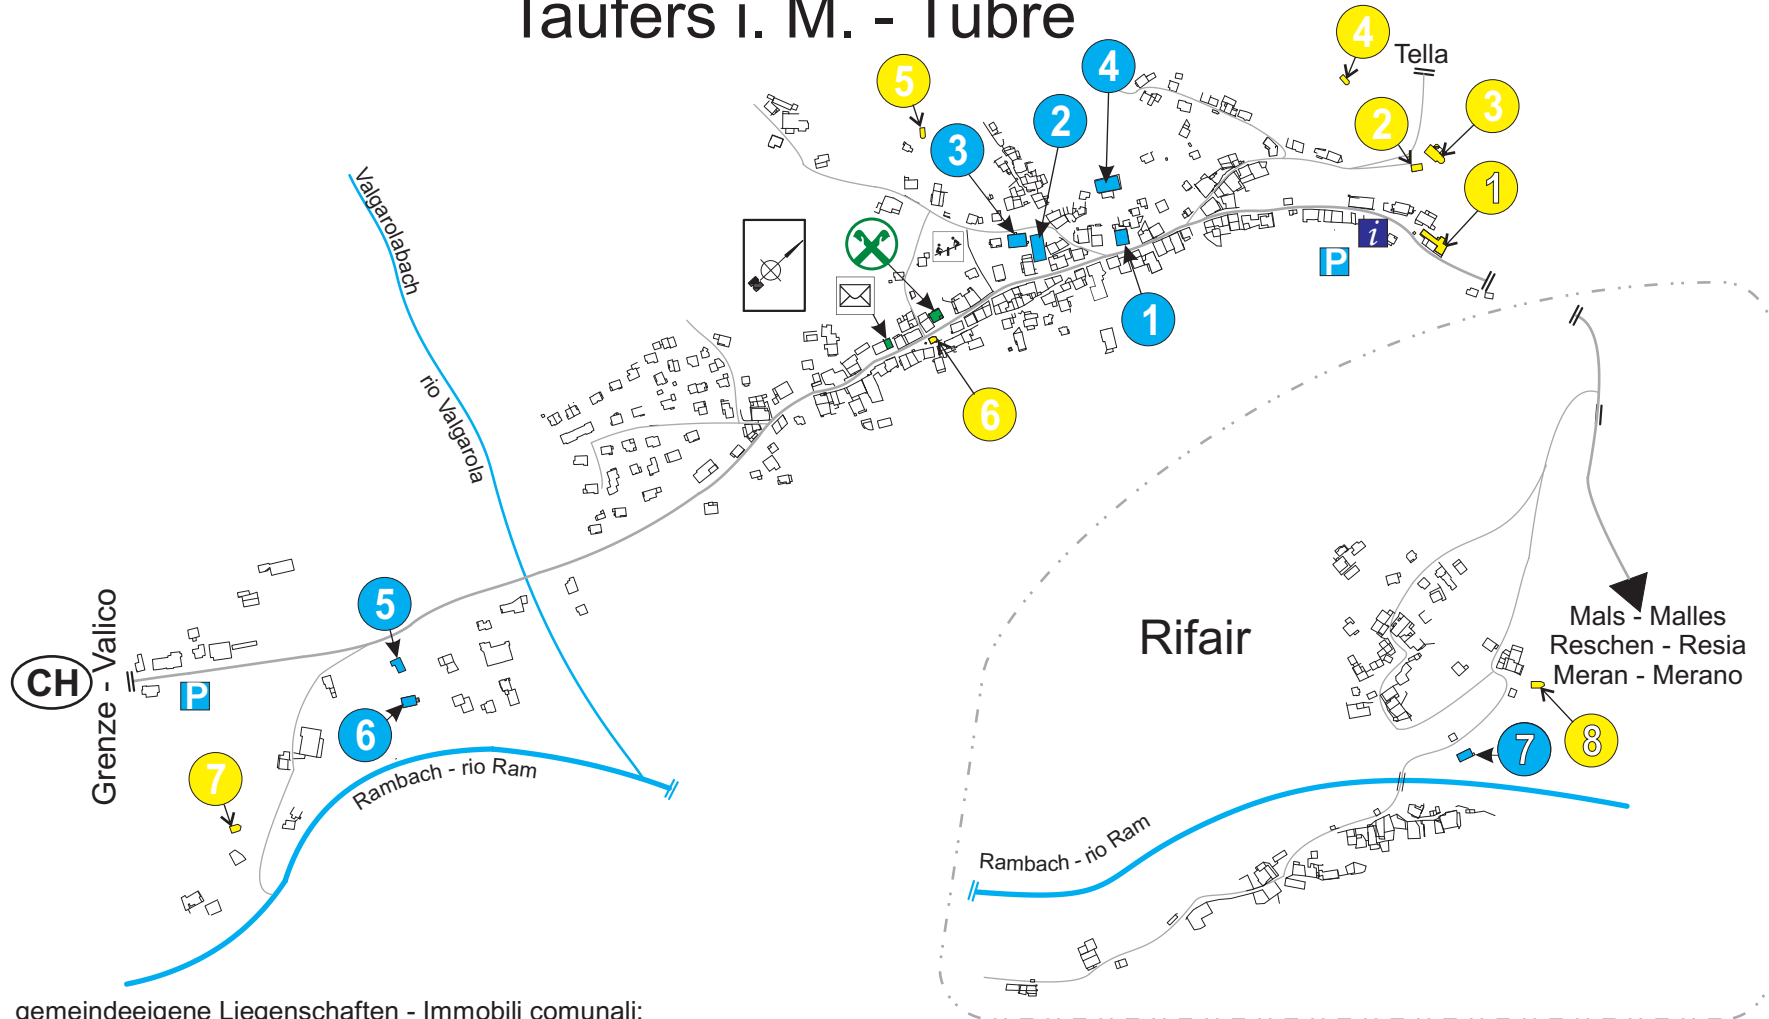 Taufers i. M. - Tubre
4
Tella
5
4
3
2
2
3
1
Valgarolabach
i
P
1
6
rio Valgarola
5
Grenze - Valico
CH
P
6
7
Rambach - rio Ram
Rifair
Mals - Malles
Reschen - Resia
Meran - Merano
7
8
Rambach - rio Ram
gemeindeeigene Liegenschaften - Immobili comunali: